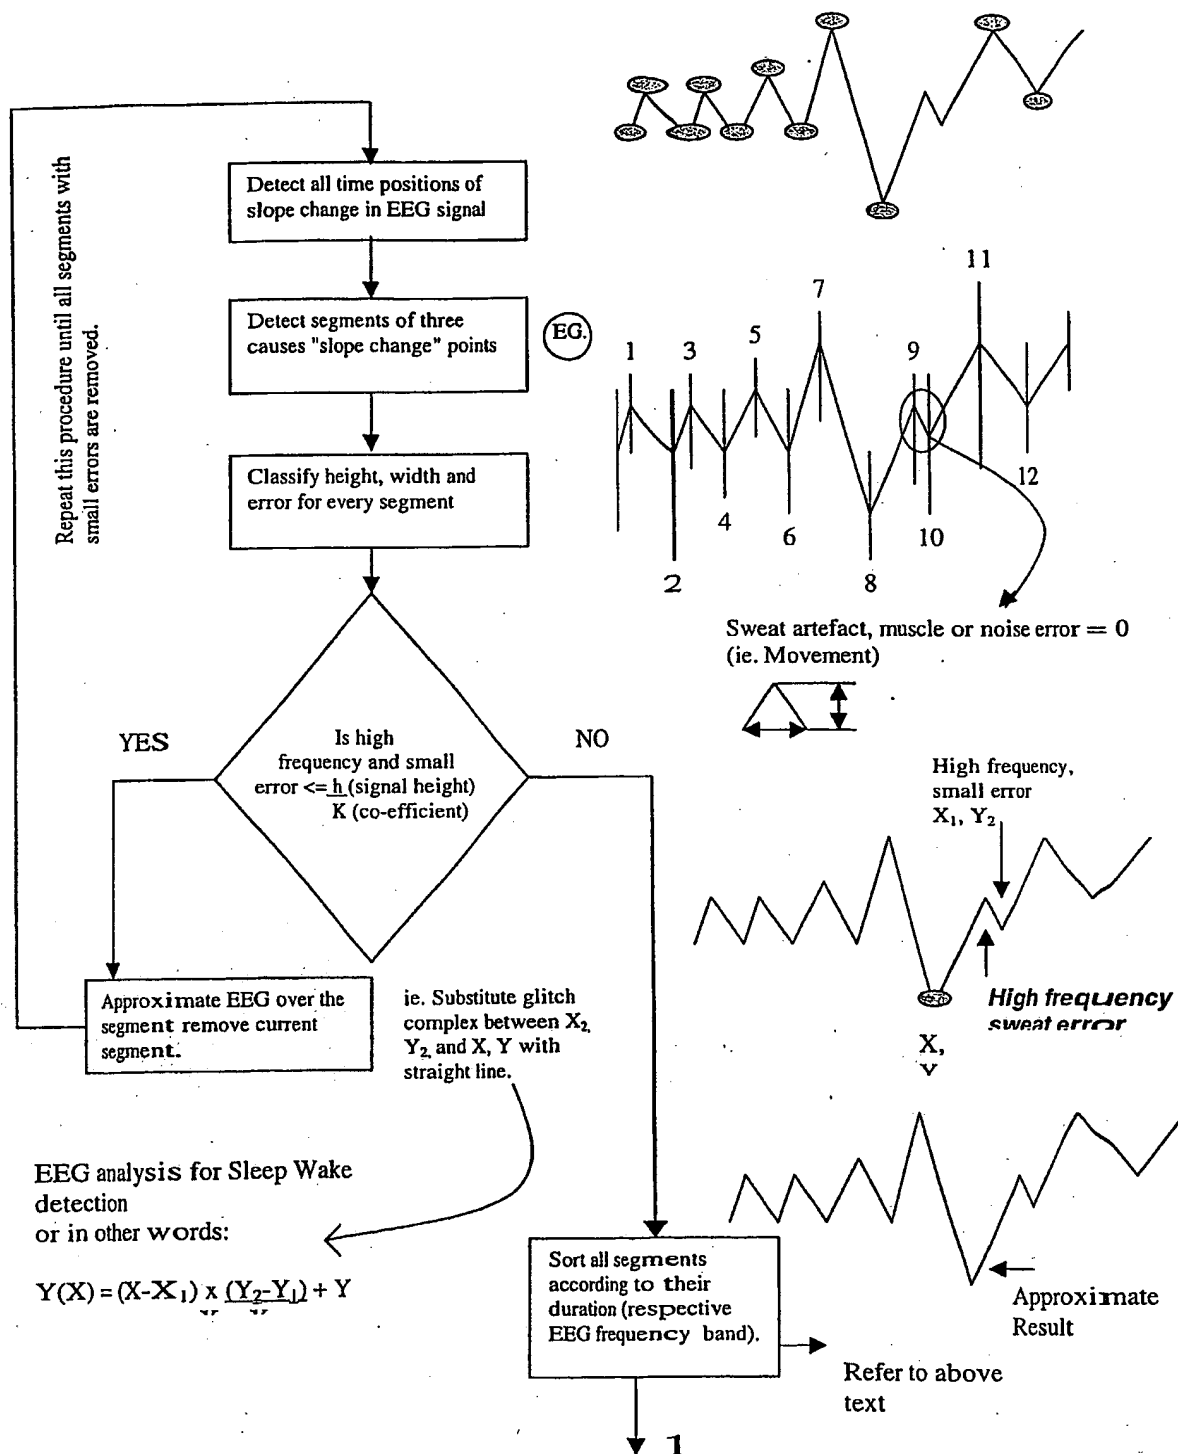 Repeat this procedure until all segments with
small errors are removed.
Detect all time positions of
slope change in EEG signal
Detect segments of three
causes "slope change" points
EG.
Classify height, width and
error for every segment
1
2
3
4
5
6
7
8
9
10
11
12
Sweat artefact, muscle or noise error = 0
(ie. Movement)
YES
Is high
frequency and small
error <= h (signal height)
K (co-efficient)
NO
High frequency,
small error
X₁, Y₂
High frequency
sweat error
X,
Approximate EEG over the
segment remove current
segment.
ie. Substitute glitch
complex between X₂,
Y₂, and X, Y with
straight line.
EEG analysis for Sleep Wake
detection
or in other words:
Y(X) = (X-X₁) x (Y₂-Y₁) + Y
Sort all segments
according to their
duration (respective
EEG frequency band).
Approximate
Result
Refer to above
text
1